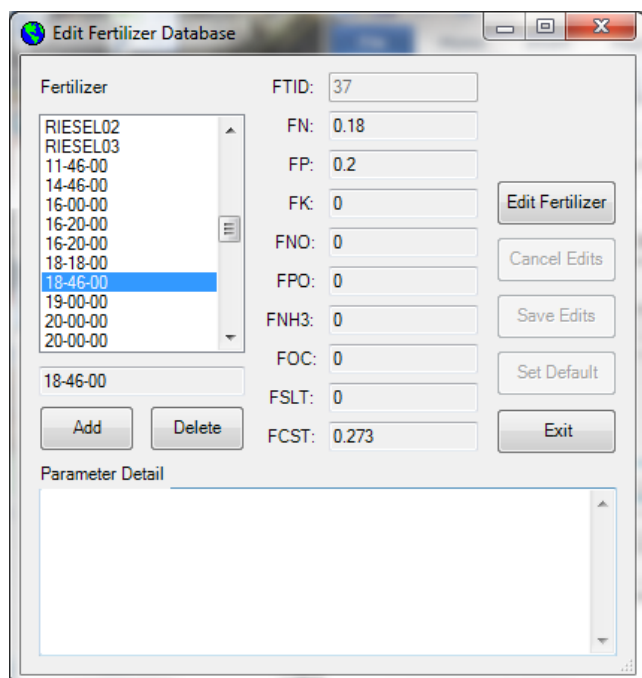 Edit Fertilizer Database
Fertilizer
RIESEL02
RIESEL03
11-46-00
14-46-00
16-00-00
16-20-00
16-20-00
18-18-00
18-46-00
19-00-00
20-00-00
20-00-00
18-46-00
Add Delete
FTID: 37
FN: 0.18
FP: 0.2
FK: 0
FNO: 0
FPO: 0
FNH3: 0
FOC: 0
FSLT: 0
FCST: 0.273
Edit Fertilizer
Cancel Edits
Save Edits
Set Default
Exit
Parameter Detail